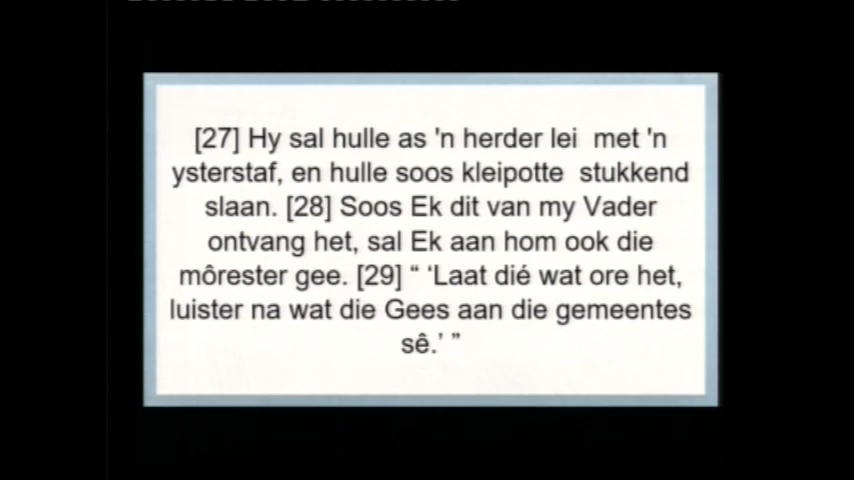 [27] Hy sal hulle as 'n herder lei  met 'n
ysterstaf, en hulle soos kleipotte  stukkend
slaan. [28] Soos Ek dit van my Vader
ontvang het, sal Ek aan hom ook die
môrester gee. [29] “ ‘Laat dié wat ore het,
luister na wat die Gees aan die gemeentes
sê.’ ”